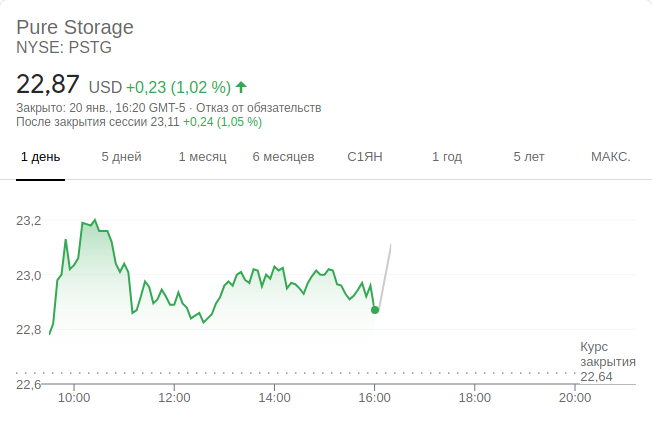 Pure Storage
NYSE: PSTG
22,87 USD +0,23 (1,02 %)
Закрыто: 20 янв., 16:20 GMT-5 · Отказ от обязательств
После закрытия сессии 23,11 +0,24 (1,05 %)
1 день 5 дней 1 месяц 6 месяцев С1ЯН 1 год 5 лет МАКС.
23,2
23,0
22,8
Курс
закрытия
22,64
22,6
10:00 12:00 14:00 16:00 18:00 20:00